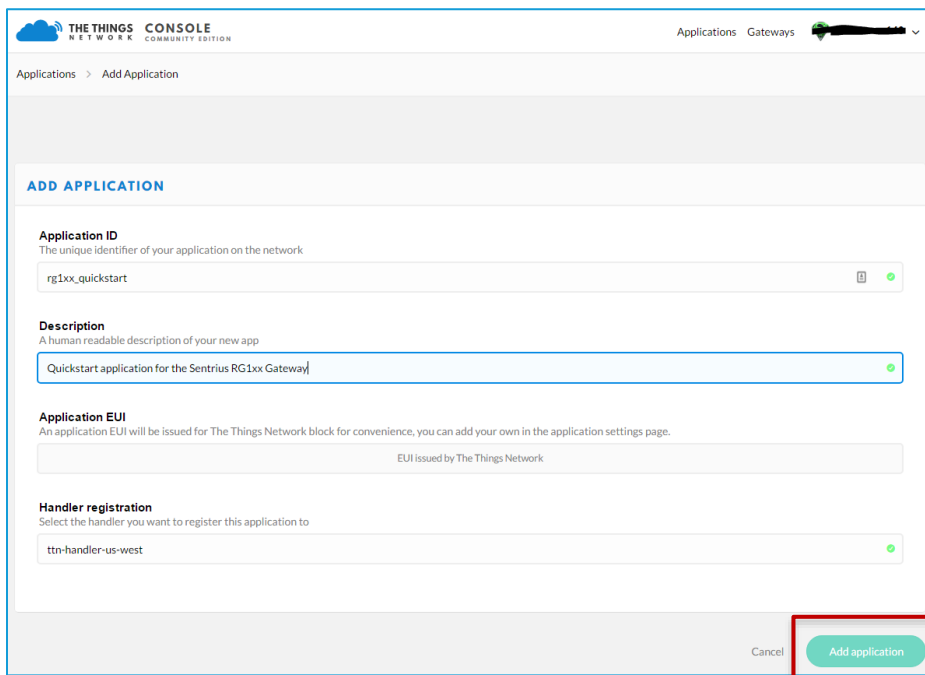 THE THINGS CONSOLE
NETWORK COMMUNITY EDITION
Applications Gateways
Applications > Add Application
ADD APPLICATION
Application ID
The unique identifier of your application on the network
rg1xx_quickstart
Description
A human readable description of your new app
Quickstart application for the Sentrius RG1xx Gateway
Application EUI
An application EUI will be issued for The Things Network block for convenience, you can add your own in the application settings page.
EUI issued by The Things Network
Handler registration
Select the handler you want to register this application to
ttn-handler-us-west
Cancel Add application